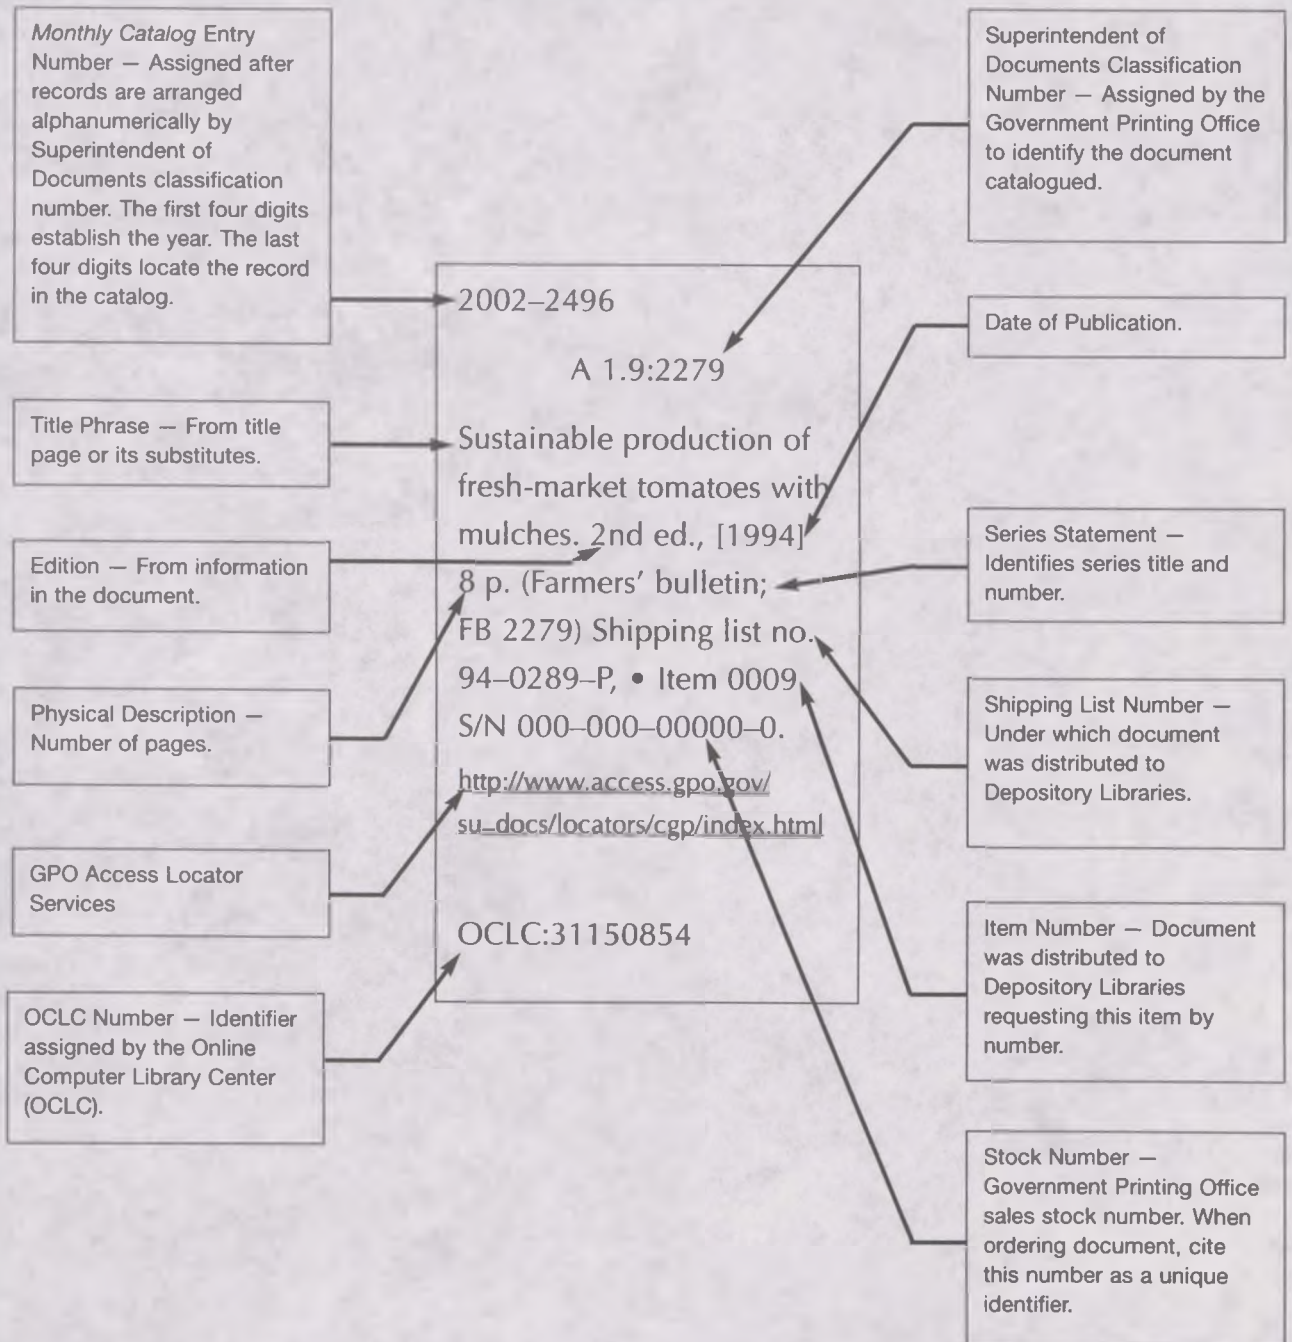 Monthly Catalog Entry
Number — Assigned after
records are arranged
alphanumerically by
Superintendent of
Documents classification
number. The first four digits
establish the year. The last
four digits locate the record
in the catalog.
Title Phrase — From title
page or its substitutes.
Edition — From information
in the document.
Physical Description —
Number of pages.
GPO Access Locator
Services
OCLC Number — Identifier
assigned by the Online
Computer Library Center
(OCLC).
2002–2496
A 1.9:2279
Sustainable production of
fresh-market tomatoes with
mulches. 2nd ed., [1994]
8 p. (Farmers' bulletin;
FB 2279) Shipping list no.
94–0289–P, • Item 0009
S/N 000–000–00000–0.
http://www.access.gpo.gov/
su_docs/locators/cgp/index.html
OCLC:31150854
Superintendent of
Documents Classification
Number — Assigned by the
Government Printing Office
to identify the document
catalogued.
Date of Publication.
Series Statement —
Identifies series title and
number.
Shipping List Number —
Under which document
was distributed to
Depository Libraries.
Item Number — Document
was distributed to
Depository Libraries
requesting this item by
number.
Stock Number —
Government Printing Office
sales stock number. When
ordering document, cite
this number as a unique
identifier.